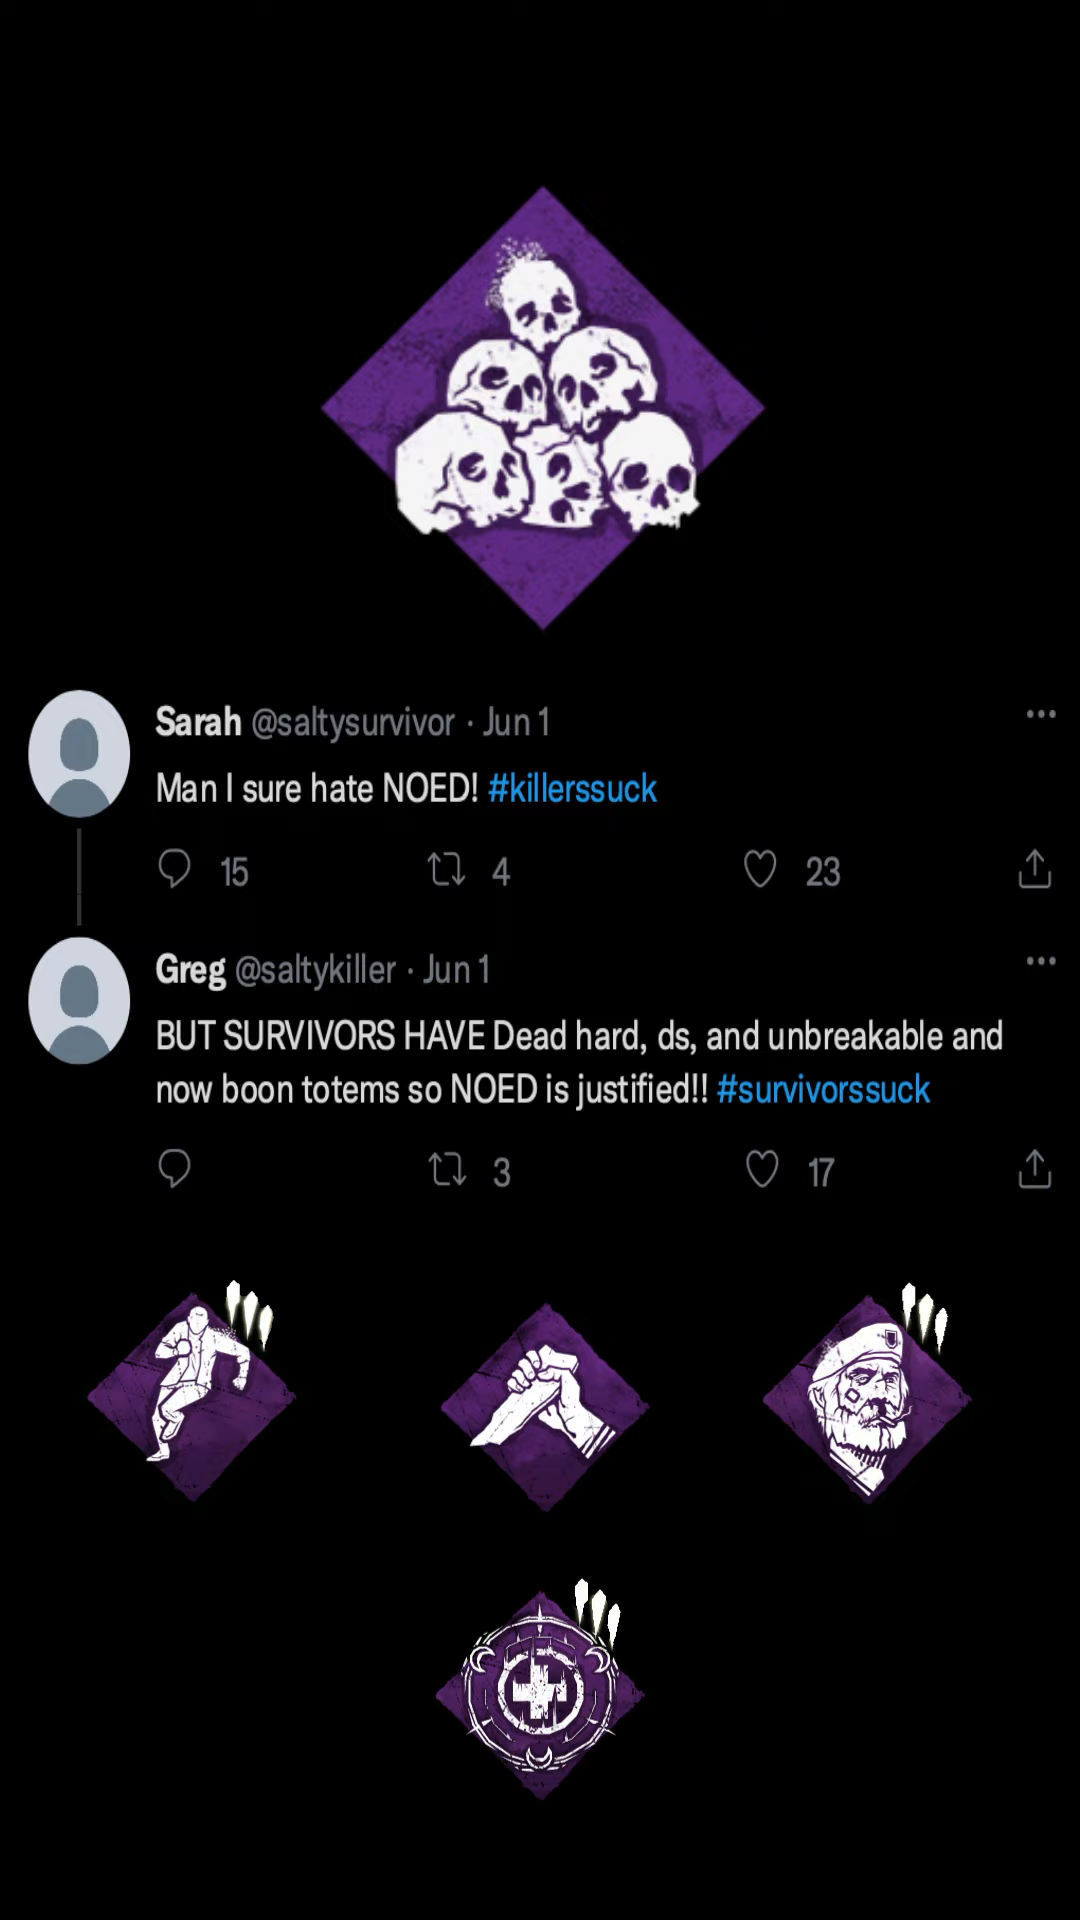 Sarah @saltysurvivor · Jun 1
Man I sure hate NOED! #killerssuck
15 4 23
Greg @saltykiller · Jun 1
BUT SURVIVORS HAVE Dead hard, ds, and unbreakable and
now boon totems so NOED is justified!! #survivorssuck
3 17